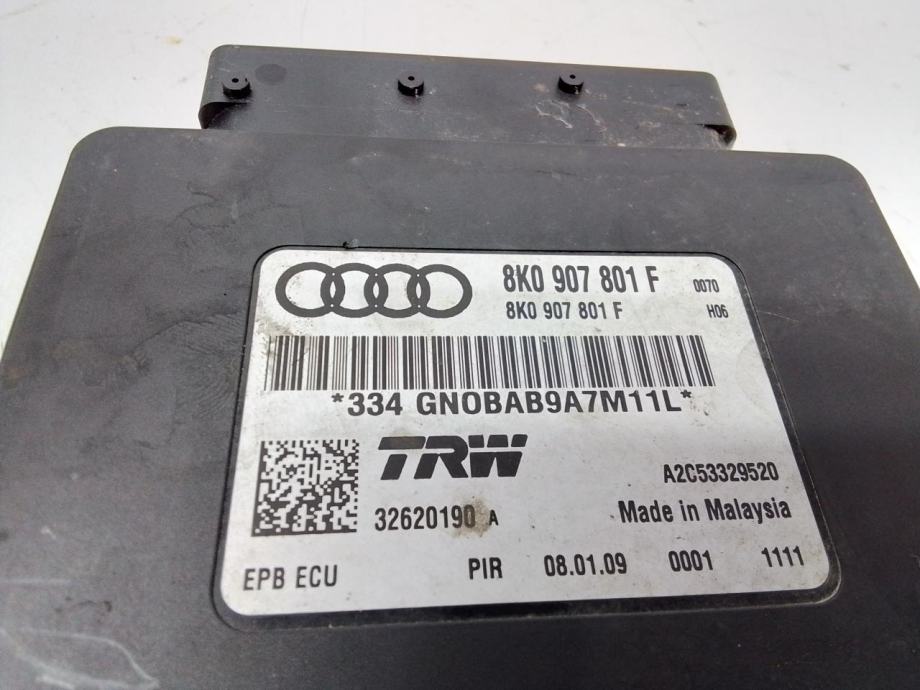 8K0 907 801 F 0070
8K0 907 801 F H06
*334 GNOBAB9A7M11L*
TRW
A2C53329520
32620190 A
Made in Malaysia
EPB ECU PIR 08.01.09 0001 1111